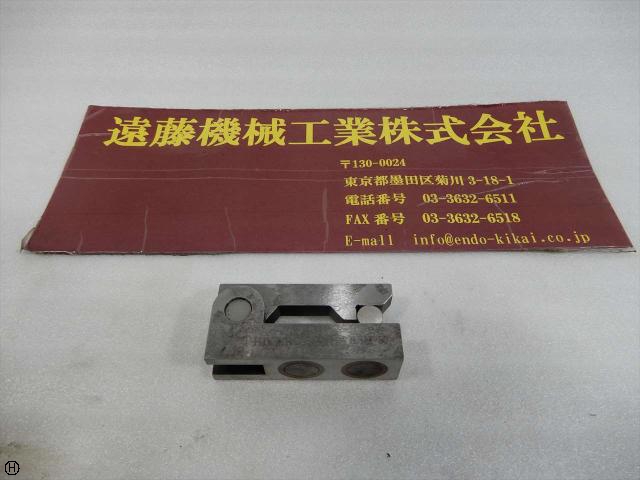 遠藤機械工業株式会社
〒130-0024
東京都墨田区菊川 3-18-1
電話番号 03-3632-6511
FAX 番号 03-3632-6518
E-mall info@endo-kikai.co.jp
H